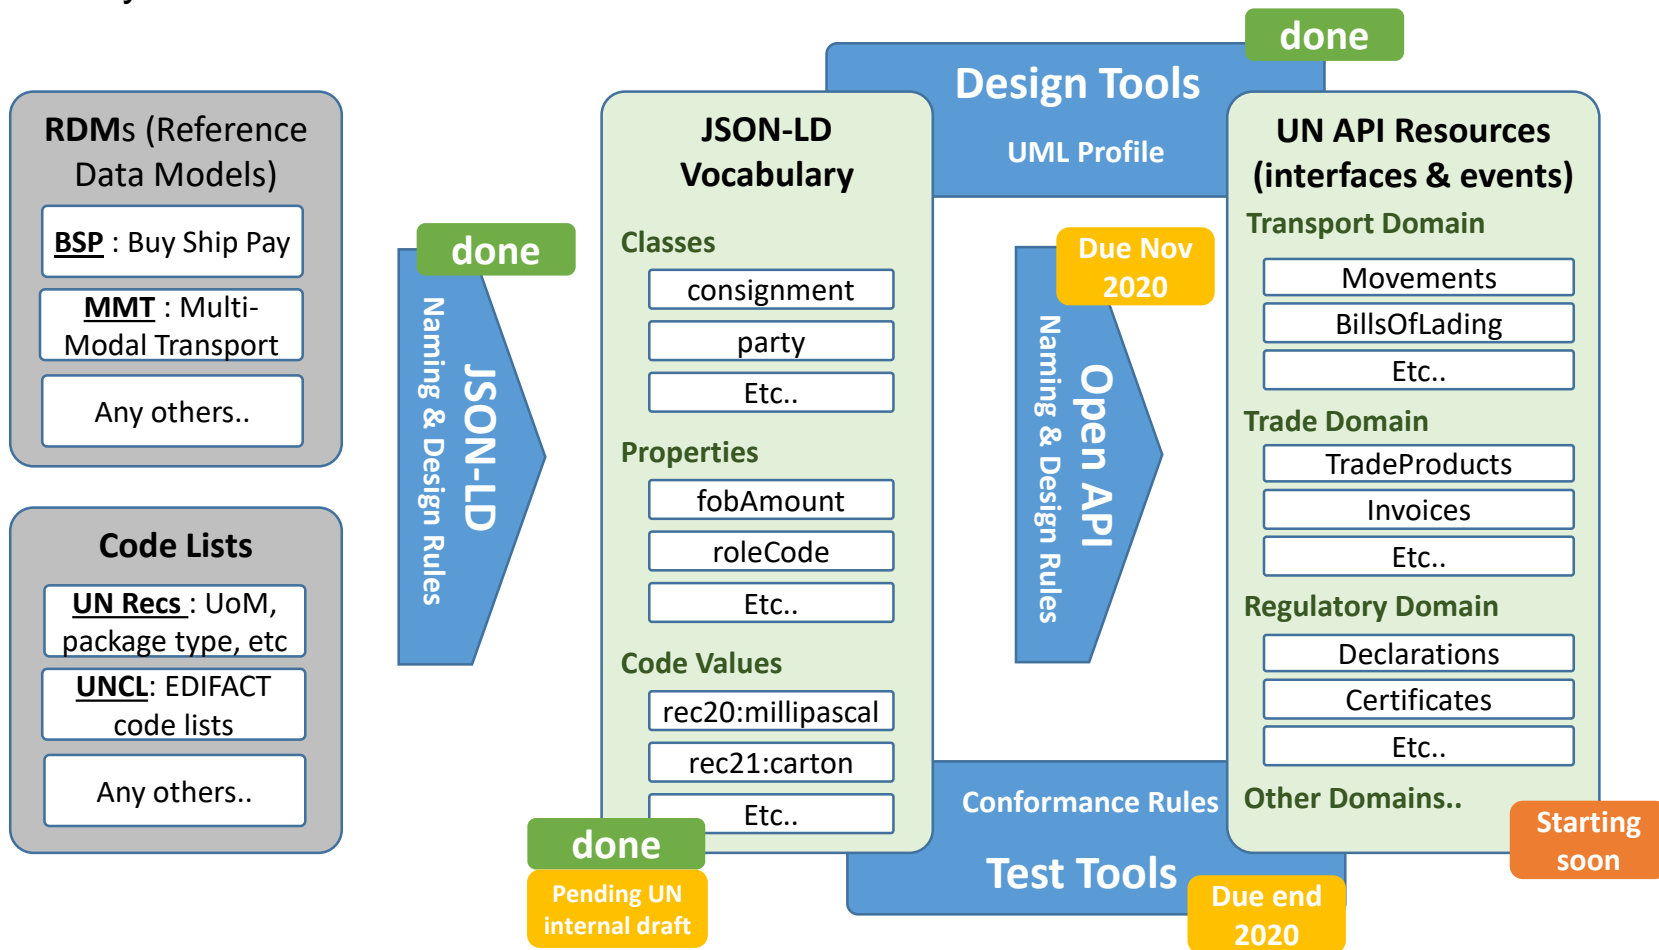 done
Design Tools
UML Profile
RDMs (Reference
Data Models)
BSP : Buy Ship Pay
MMT : Multi-
Modal Transport
Any others..
Code Lists
UN Recs : UoM,
package type, etc
UNCL: EDIFACT
code lists
Any others..
done
JSON-LD
Naming & Design Rules
JSON-LD
Vocabulary
Classes
consignment
party
Etc..
Properties
fobAmount
roleCode
Etc..
Code Values
rec20:millipascal
rec21:carton
Etc..
done
Pending UN
internal draft
Due Nov
2020
Open API
Naming & Design Rules
Conformance Rules
Test Tools
Due end
2020
UN API Resources
(interfaces & events)
Transport Domain
Movements
BillsOfLading
Etc..
Trade Domain
TradeProducts
Invoices
Etc..
Regulatory Domain
Declarations
Certificates
Etc..
Other Domains..
Starting
soon